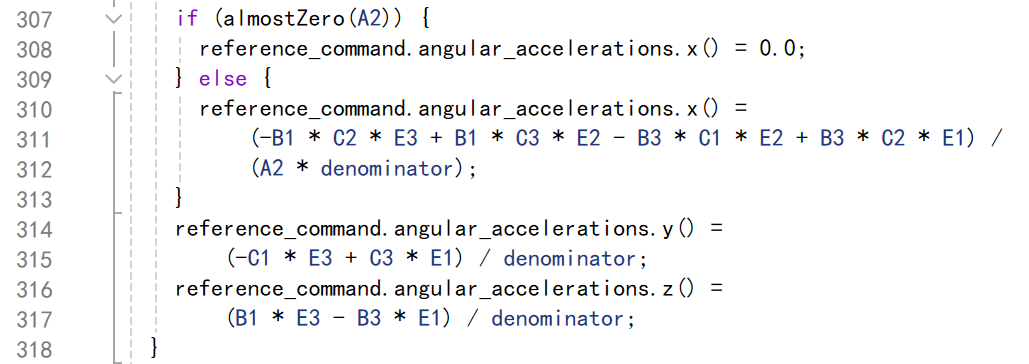 307 if (almostZero(A2)) {
308 reference_command.angular_accelerations.x() = 0.0;
309 } else {
310 reference_command.angular_accelerations.x() =
311 (-B1 * C2 * E3 + B1 * C3 * E2 - B3 * C1 * E2 + B3 * C2 * E1) /
312 (A2 * denominator);
313 }
314 reference_command.angular_accelerations.y() =
315 (-C1 * E3 + C3 * E1) / denominator;
316 reference_command.angular_accelerations.z() =
317 (B1 * E3 - B3 * E1) / denominator;
318 }